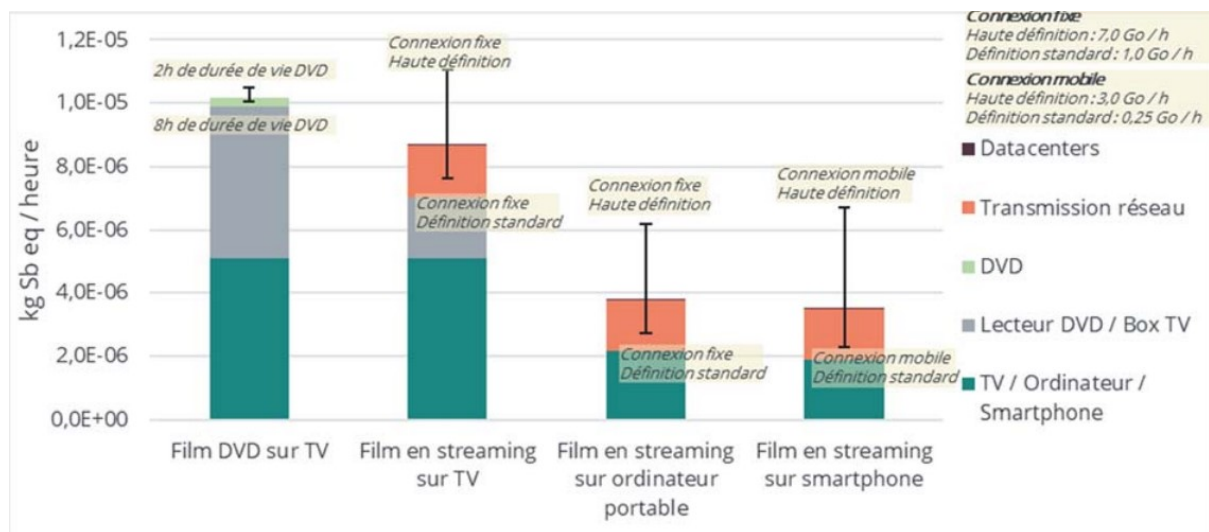 kg Sb eq / heure
1,2E-05
1,0E-05
8,0E-06
6,0E-06
4,0E-06
2,0E-06
0,0E+00
2h de durée de vie DVD
8h de durée de vie DVD
Connexion fixe
Haute définition
Connexion fixe
Définition standard
Connexion fixe
Haute définition
Connexion fixe
Définition standard
Connexion mobile
Haute définition
Connexion mobile
Définition standard
Film DVD sur TV
Film en streaming
sur TV
Film en streaming
sur ordinateur
portable
Film en streaming
sur smartphone
Connexion fixe
Haute définition : 7,0 Go / h
Définition standard : 1,0 Go / h
Connexion mobile
Haute définition : 3,0 Go / h
Définition standard : 0,25 Go / h
Datacenters
Transmission réseau
DVD
Lecteur DVD / Box TV
TV / Ordinateur /
Smartphone